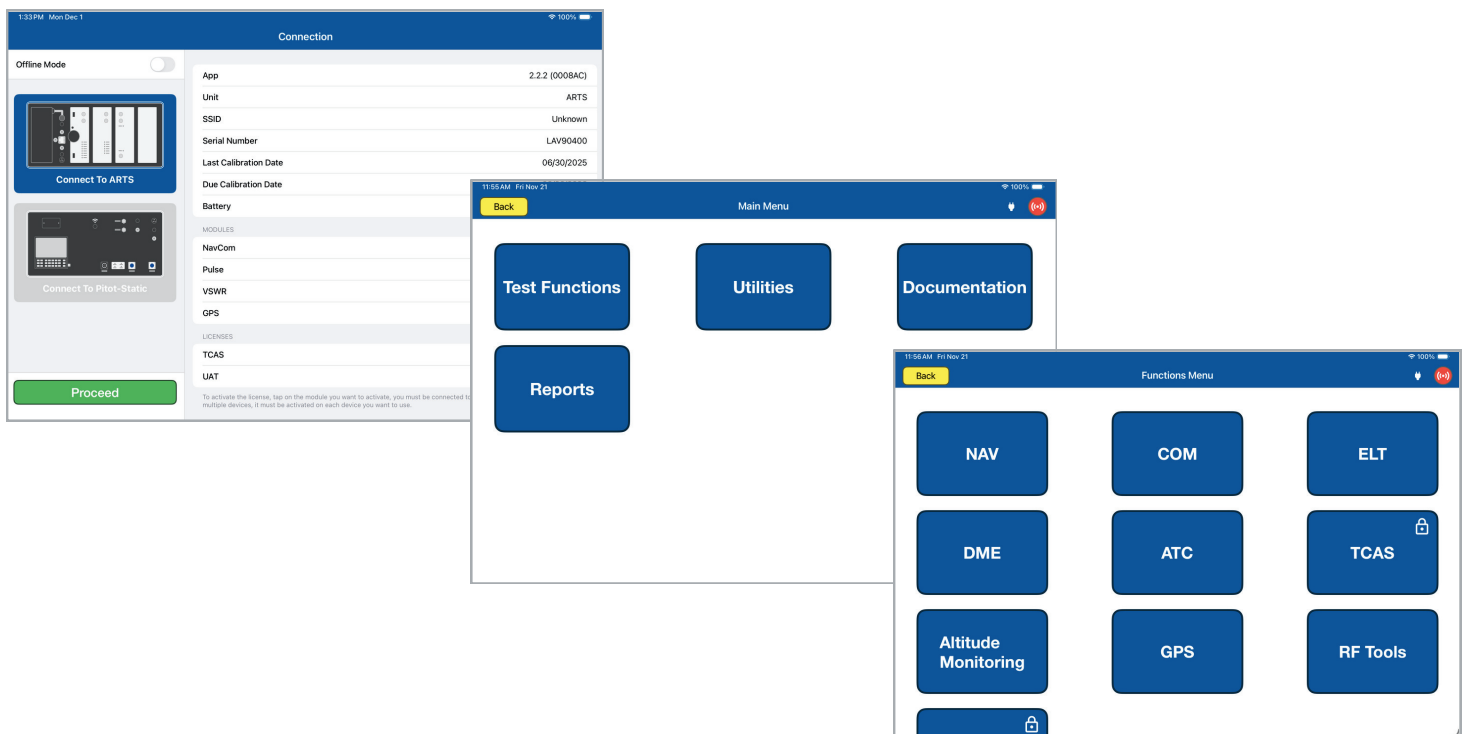 1:33 PM Mon Dec 1
100%
Connection
Offline Mode
Connect To ARTS
Connect To Pitot-Static
Proceed
App 2.2.2 (0008AC)
Unit ARTS
SSID Unknown
Serial Number LAV90400
Last Calibration Date 06/30/2025
Due Calibration Date
Battery
MODULES
NavCom
Pulse
VSWR
GPS
LICENSES
TCAS
UAT
To activate the license, tap on the module you want to activate, you must be connected to
multiple devices, it must be activated on each device you want to use.
11:55 AM Fri Nov 21
100%
Back
Main Menu
Test Functions
Utilities
Documentation
Reports
11:56 AM Fri Nov 21
100%
Back
Functions Menu
NAV
COM
ELT
DME
ATC
TCAS
Altitude
Monitoring
GPS
RF Tools